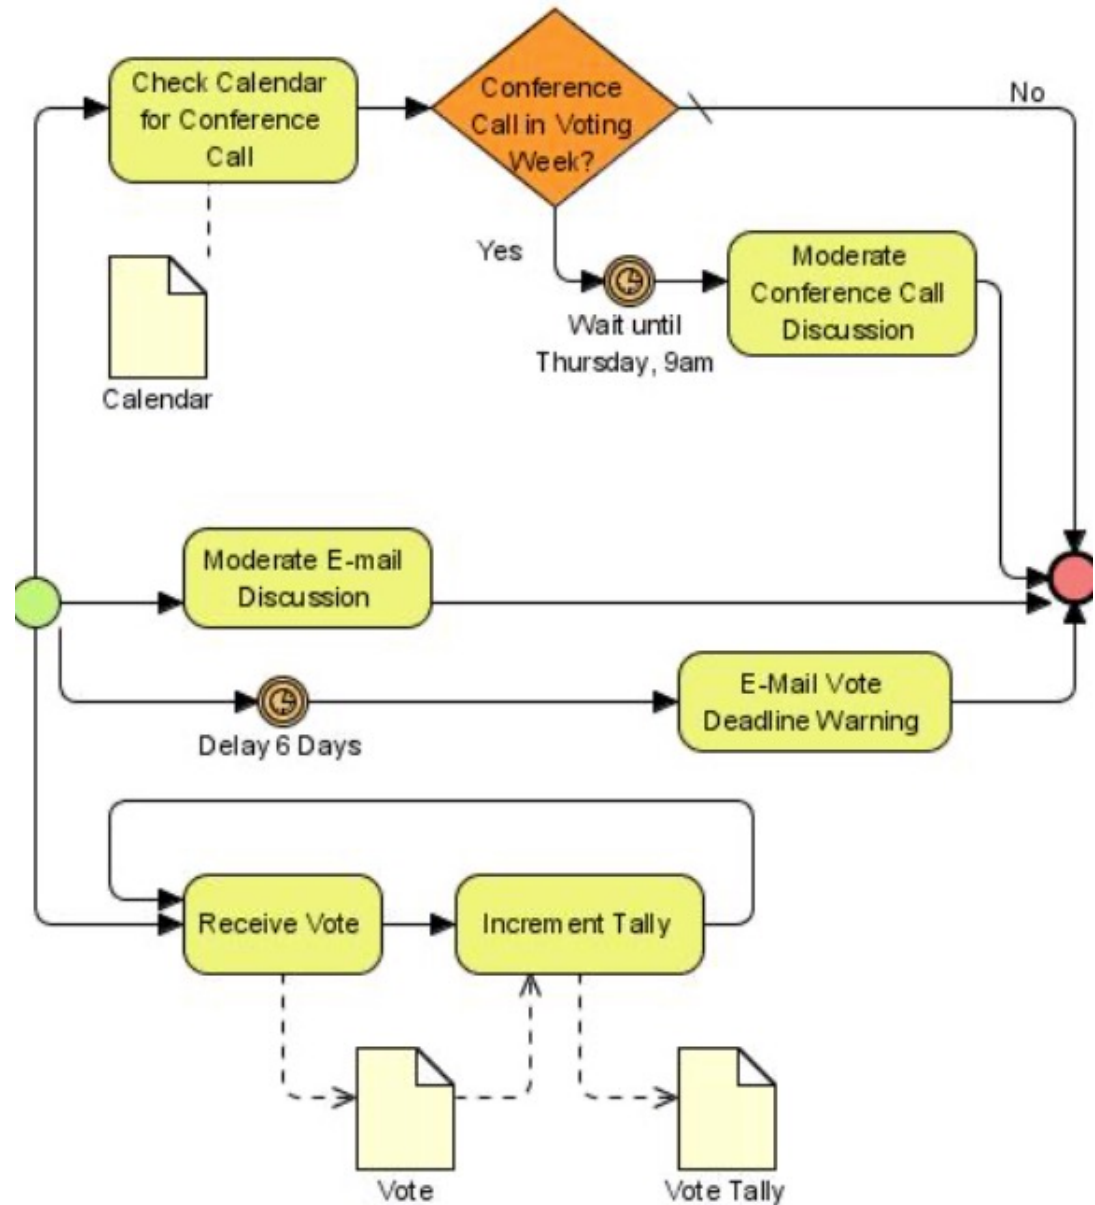 Check Calendar
for Conference
Call
Conference
Call in Voting
Week?
No
Yes
Moderate
Conference Call
Discussion
Wait until
Thursday, 9am
Calendar
Moderate E-mail
Discussion
E-Mail Vote
Deadline Warning
Delay 6 Days
Receive Vote
Increment Tally
Vote
Vote Tally